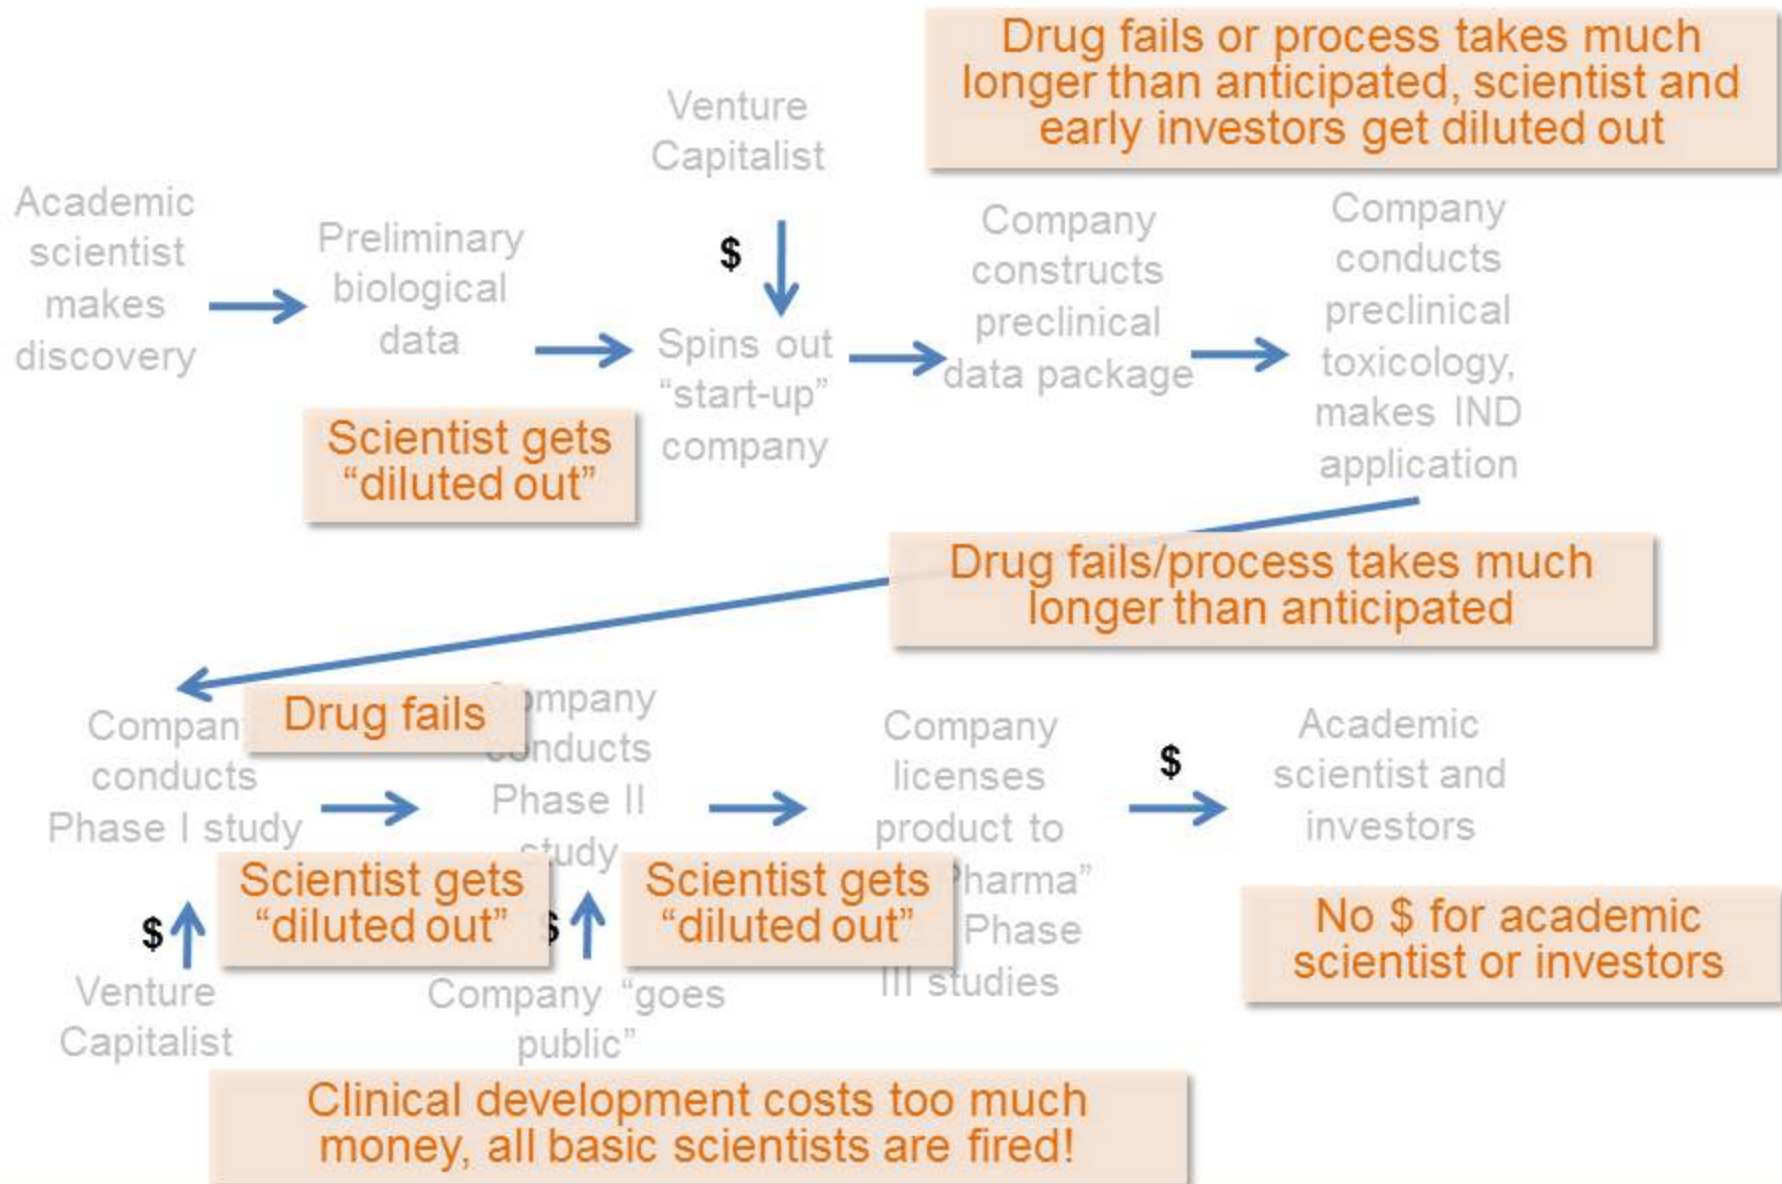 Drug fails or process takes much
longer than anticipated, scientist and
early investors get diluted out
Venture
Capitalist
Academic
scientist
makes
discovery
Preliminary
biological
data
$
Spins out
“start-up”
company
Company
constructs
preclinical
data package
Company
conducts
preclinical
toxicology,
makes IND
application
Scientist gets
“diluted out”
Drug fails/process takes much
longer than anticipated
Drug fails
Company
conducts
Phase I study
Company
conducts
Phase II
study
Company
licenses
product to
Pharma”
Phase
III studies
$
Academic
scientist and
investors
Scientist gets
“diluted out”
Scientist gets
“diluted out”
No $ for academic
scientist or investors
$
Venture
Capitalist
$
Company “goes
public”
Clinical development costs too much
money, all basic scientists are fired!